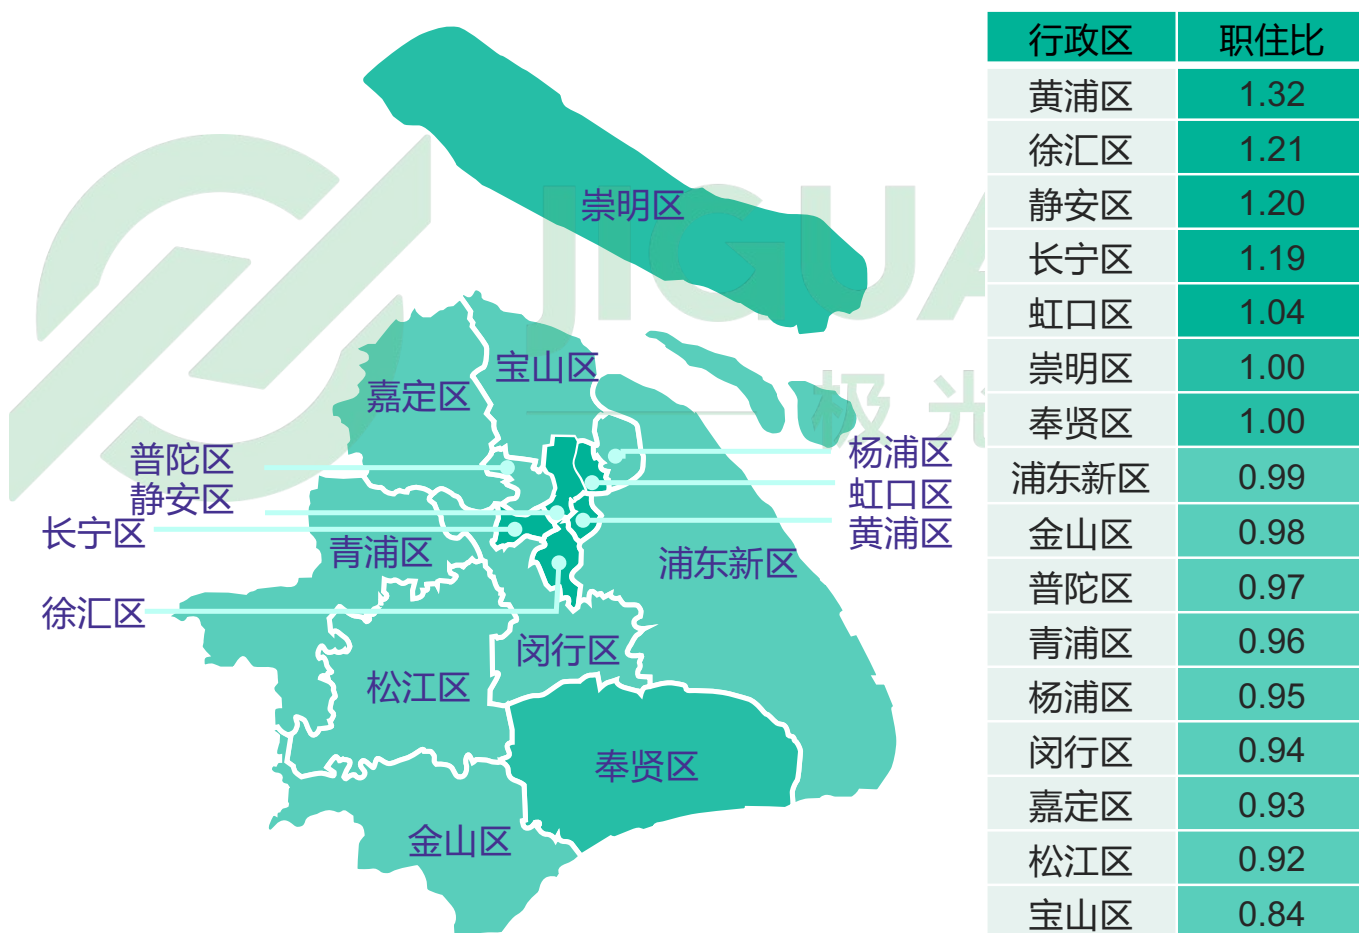 崇明区
宝山区
嘉定区
普陀区
静安区
长宁区
青浦区
徐汇区
杨浦区
虹口区
黄浦区
浦东新区
闵行区
松江区
奉贤区
金山区
JIGUA
极光
行政区 职住比
黄浦区 1.32
徐汇区 1.21
静安区 1.20
长宁区 1.19
虹口区 1.04
崇明区 1.00
奉贤区 1.00
浦东新区 0.99
金山区 0.98
普陀区 0.97
青浦区 0.96
杨浦区 0.95
闵行区 0.94
嘉定区 0.93
松江区 0.92
宝山区 0.84